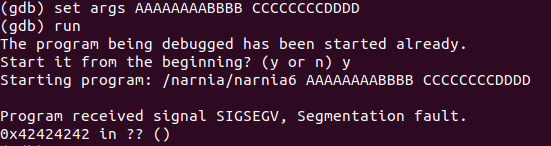 (gdb) set args AAAAAAAABBBB CCCCCCCCDDDD
(gdb) run
The program being debugged has been started already.
Start it from the beginning? (y or n) y
Starting program: /narnia/narnia6 AAAAAAAABBBB CCCCCCCCDDDD
Program received signal SIGSEGV, Segmentation fault.
0x42424242 in ?? ()